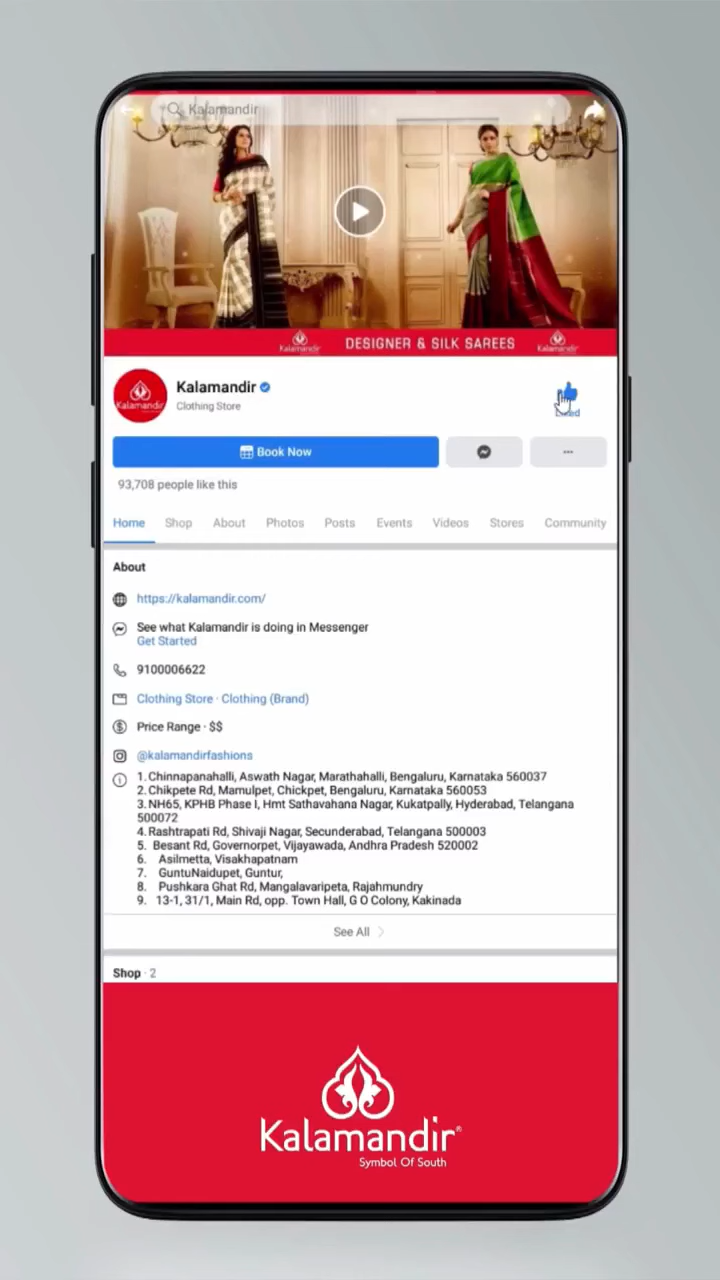 Kalamandir
Kalamandir
DESIGNER & SILK SAREES
Kalamandir
Kalamandir
Kalamandir
Clothing Store
Liked
Book Now
93,708 people like this
Home Shop About Photos Posts Events Videos Stores Community
About
https://kalamandir.com/
See what Kalamandir is doing in Messenger
Get Started
9100006622
Clothing Store · Clothing (Brand)
Price Range · $$
@kalamandirfashions
1. Chinnapanahalli, Aswath Nagar, Marathahalli, Bengaluru, Karnataka 560037
2. Chikpete Rd, Mamulpet, Chickpet, Bengaluru, Karnataka 560053
3. NH65, KPHB Phase I, Hmt Sathavahana Nagar, Kukatpally, Hyderabad, Telangana
500072
4. Rashtrapati Rd, Shivaji Nagar, Secunderabad, Telangana 500003
5. Besant Rd, Governorpet, Vijayawada, Andhra Pradesh 520002
6. Asilmetta, Visakhapatnam
7. GuntuNaidupet, Guntur,
8. Pushkara Ghat Rd, Mangalavaripeta, Rajahmundry
9. 13-1, 31/1, Main Rd, opp. Town Hall, G O Colony, Kakinada
See All
Shop · 2
Kalamandir®
Symbol Of South